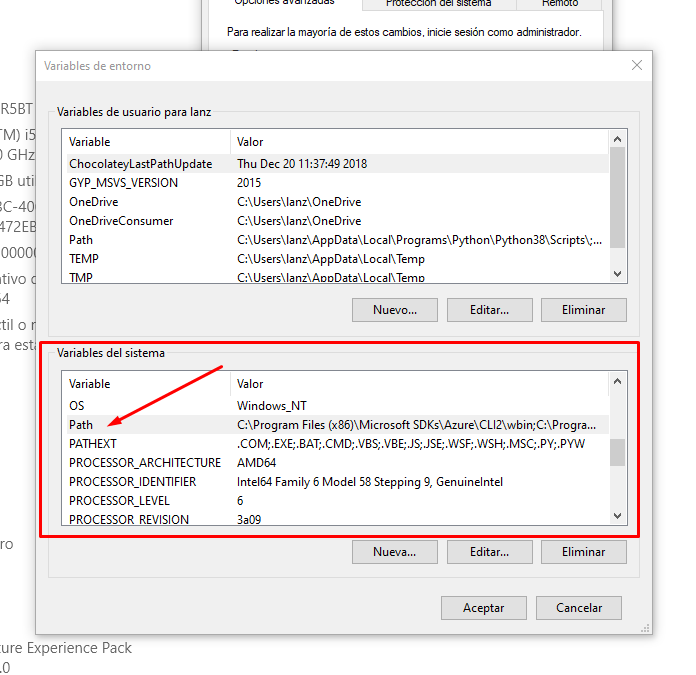 Opciones avanzadas Protección del sistema Remoto
Para realizar la mayoría de estos cambios, inicie sesión como administrador.
Variables de entorno
Variables de usuario para lanz
Variable Valor
ChocolateyLastPathUpdate Thu Dec 20 11:37:49 2018
GYP_MSVS_VERSION 2015
OneDrive C:\Users\lanz\OneDrive
OneDriveConsumer C:\Users\lanz\OneDrive
Path C:\Users\lanz\AppData\Local\Programs\Python\Python38\Scripts\;...
TEMP C:\Users\lanz\AppData\Local\Temp
TMP C:\Users\lanz\AppData\Local\Temp
Nuevo... Editar... Eliminar
Variables del sistema
Variable Valor
OS Windows_NT
Path C:\Program Files (x86)\Microsoft SDKs\Azure\CLI2\wbin;C:\Progra...
PATHEXT .COM;.EXE;.BAT;.CMD;.VBS;.VBE;.JS;.JSE;.WSF;.WSH;.MSC;.PY;.PYW
PROCESSOR_ARCHITECTURE AMD64
PROCESSOR_IDENTIFIER Intel64 Family 6 Model 58 Stepping 9, GenuineIntel
PROCESSOR_LEVEL 6
PROCESSOR_REVISION 3a09
Nueva... Editar... Eliminar
Aceptar Cancelar
R5BT
TM) i5
0 GHz
GB uti
472EB
00000
64
ctil o
ra esta
ro
ture Experience Pack
.0